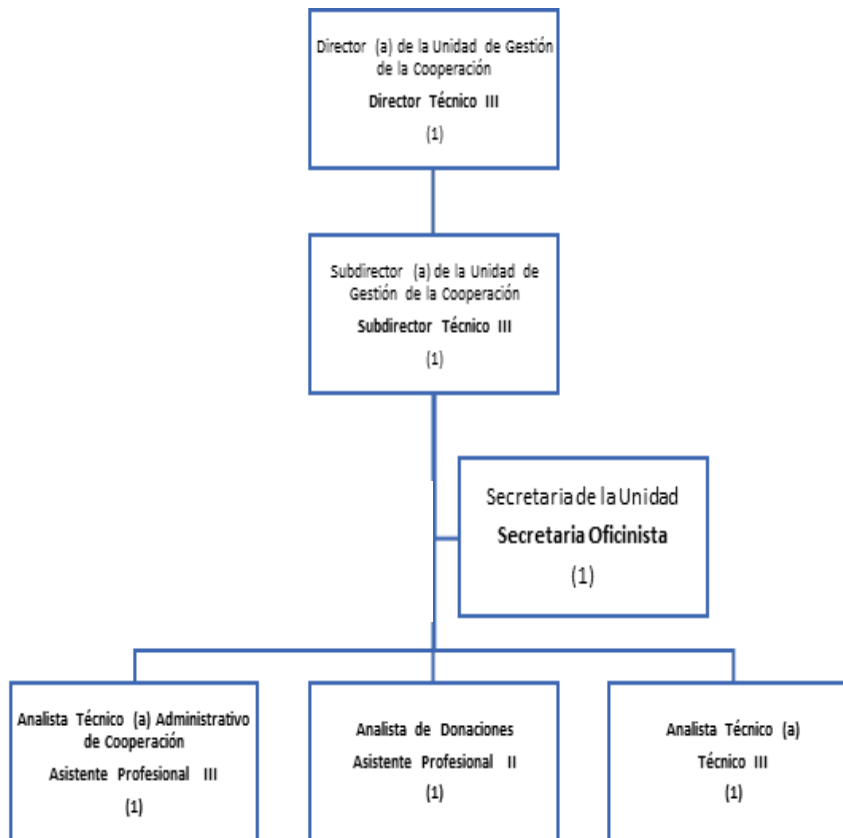 Director (a) de la Unidad de Gestión
de la Cooperación
Director Técnico III
(1)
Subdirector (a) de la Unidad de
Gestión de la Cooperación
Subdirector Técnico III
(1)
Secretaria de la Unidad
Secretaria Oficinista
(1)
Analista Técnico (a) Administrativo
de Cooperación
Asistente Profesional III
(1)
Analista de Donaciones
Asistente Profesional II
(1)
Analista Técnico (a)
Técnico III
(1)